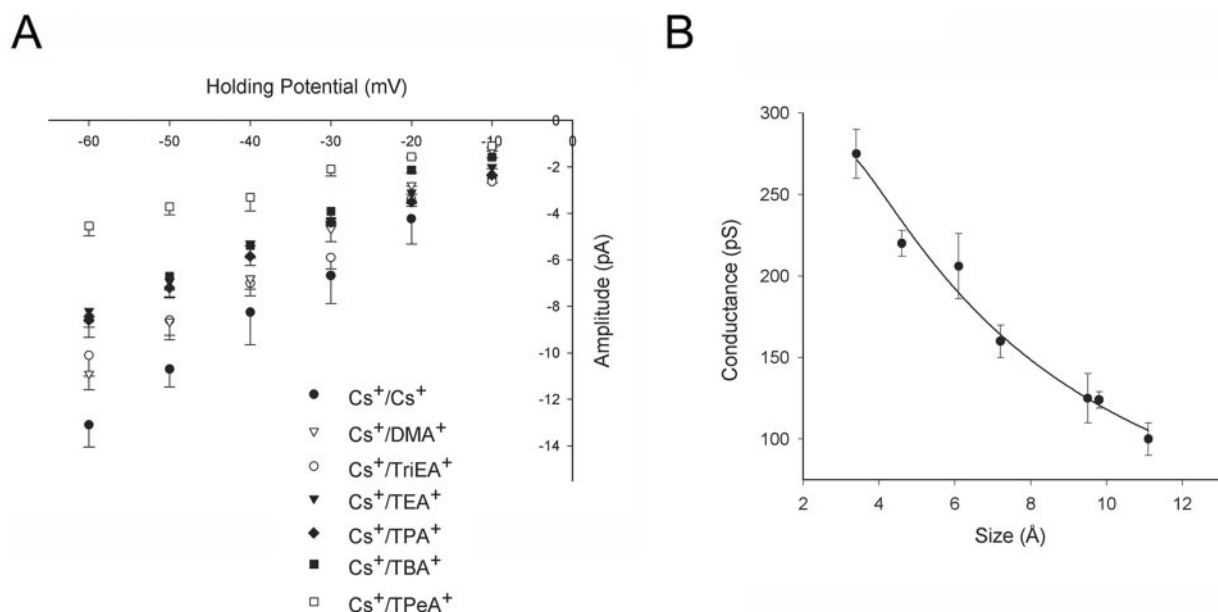 A
B
Holding Potential (mV)
-60 -50 -40 -30 -20 -10 0
0
-2
-4
-6
-8
-10
-12
-14
Amplitude (pA)
Cs+/Cs+
Cs+/DMA+
Cs+/TriEA+
Cs+/TEA+
Cs+/TPA+
Cs+/TBA+
Cs+/TPeA+
300
250
200
150
100
Conductance (pS)
2 4 6 8 10 12
Size (Å)